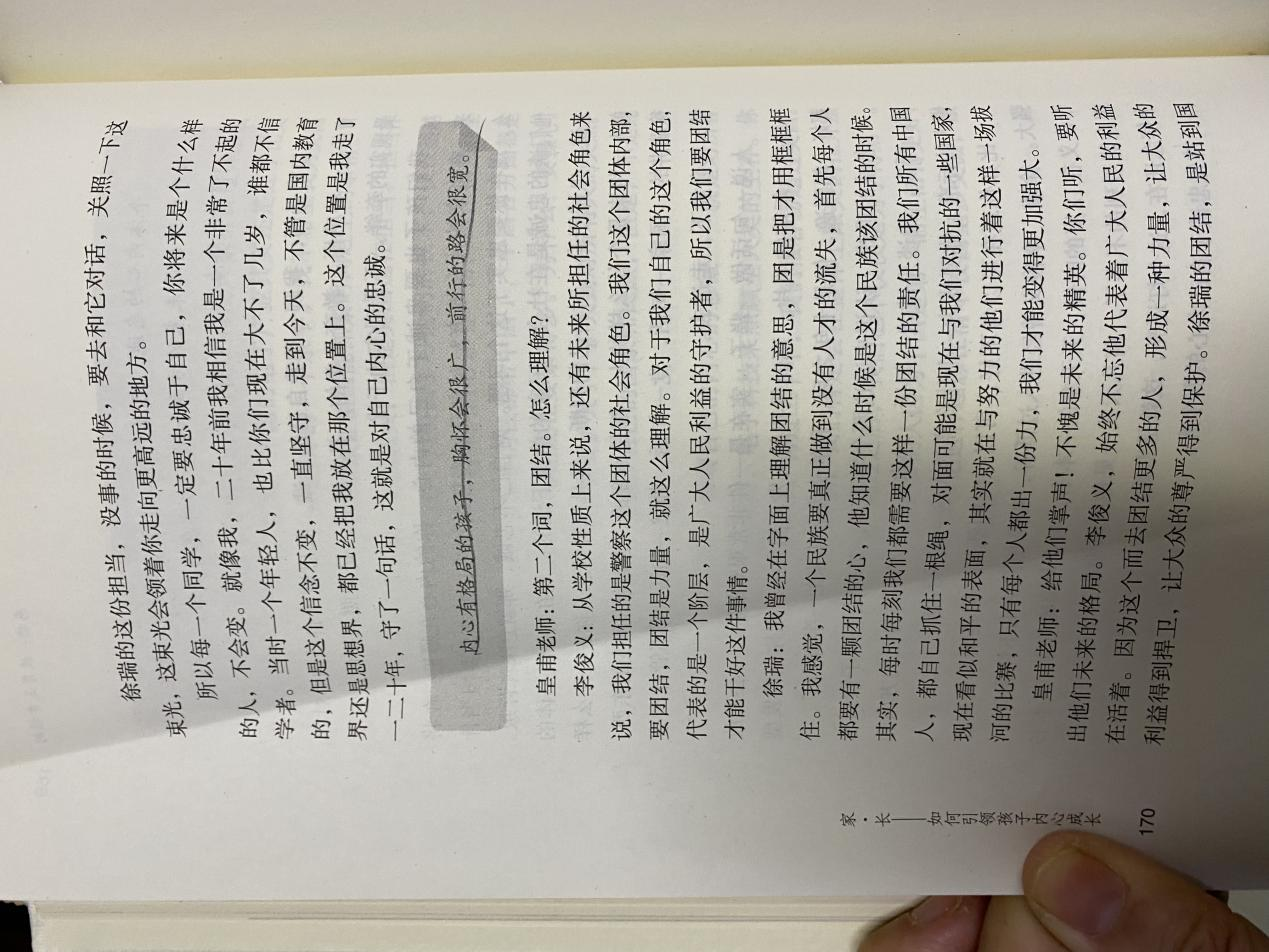 徐瑞的这份担当，没事的时候，要去和它对话，关照一下这
束光，这束光会领着你走向更高远的地方。
所以每一个同学，一定要忠诚于自己，你将来是个什么样
的人，不会变。就像我，二十年前我相信我是一个非常了不起的
学者。当时一个年轻人，也比你们现在大不了几岁，谁都不信
的，但是这个信念不变，一直坚守，走到今天，不管是国内教育
界还是思想界，都已经把我放在那个位置上。这个位置是我走了
一二十年，守了一句话，这就是对自己内心的忠诚。
内心有格局的孩子，胸怀会很广，前行的路会很宽。
皇甫老师：第二个词，团结。怎么理解？
李俊义：从学校性质上来说，还有未来所担任的社会角色来
说，我们担任的是警察这个团体的社会角色。我们这个团体内部，
要团结，团结是力量，就这么理解。对于我们自己的这个角色，
代表的是一个阶层，是广大人民利益的守护者，所以我们要团结
才能干好这件事情。
徐瑞：我曾经在字面上理解团结的意思，团是把才用框框框
住。我感觉，一个民族要真正做到没有人才的流失，首先每个人
都要有一颗团结的心，他知道什么时候是这个民族该团结的时候。
其实，每时每刻我们都需要这样一份团结的责任。我们所有中国
人，都自己抓住一根绳，对面可能是现在与我们对抗的一些国家，
现在看似和平的表面，其实就在与努力的他们进行着这样一场拔
河的比赛，只有每个人都出一份力，我们才能变得更加强大。
皇甫老师：给他们掌声！不愧是未来的精英。你们听，要听
出他们未来的格局。李俊义，始终不忘他代表着广大人民的利益
在活着。因为这个而去团结更多的人，形成一种力量，让大众的
利益得到捍卫，让大众的尊严得到保护。徐瑞的团结，是站到国
家·长——如何引领孩子内心成长
170